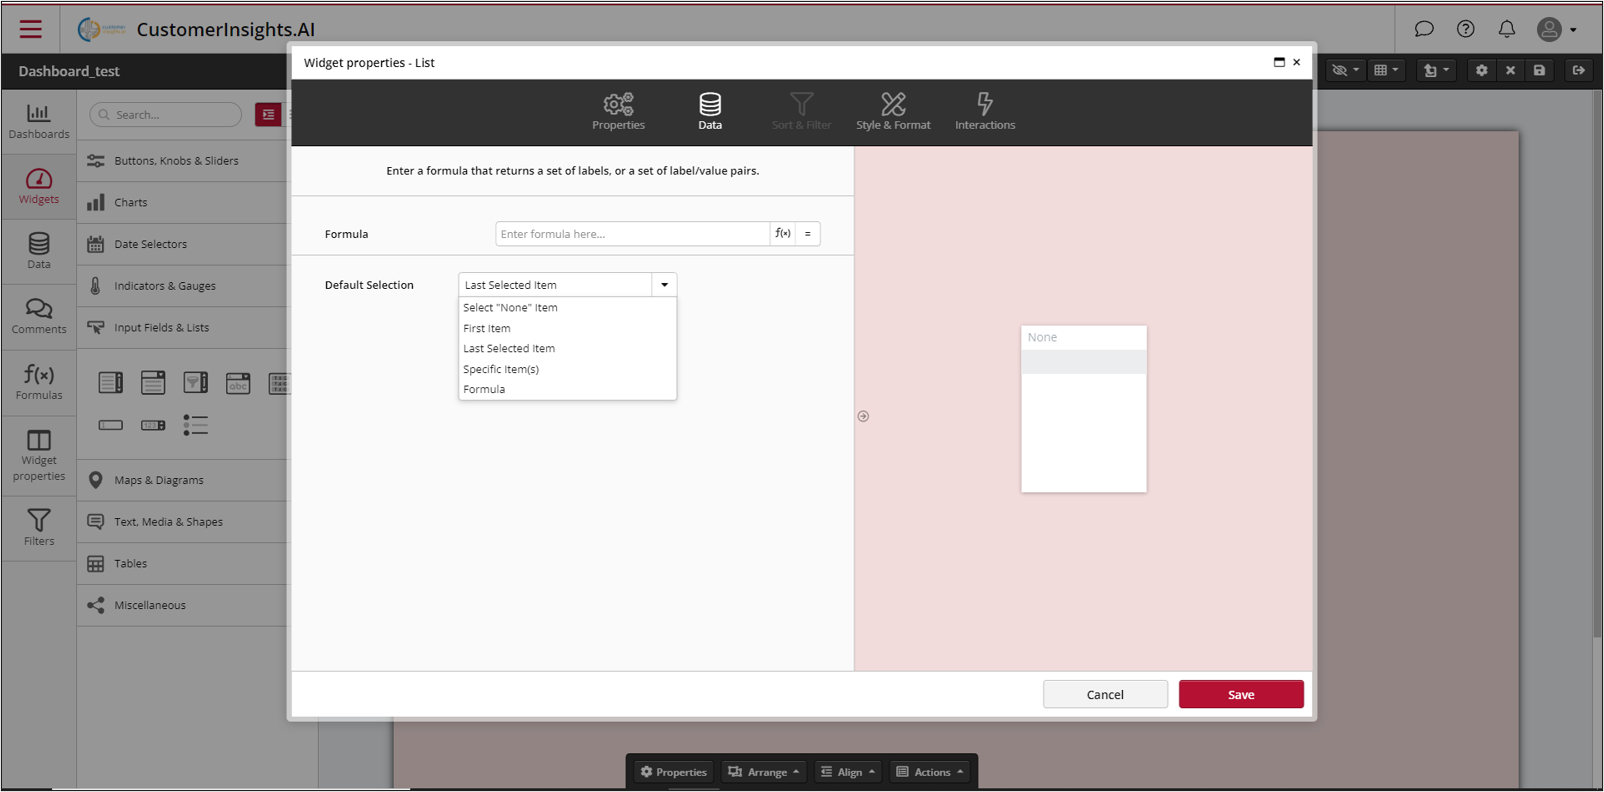 CustomerInsights.AI
Dashboard_test
Dashboards
Widgets
Data
Comments
Formulas
Widget
properties
Filters
Search...
Buttons, Knobs & Sliders
Charts
Date Selectors
Indicators & Gauges
Input Fields & Lists
abc
Maps & Diagrams
Text, Media & Shapes
Tables
Miscellaneous
Widget properties - List
Properties
Data
Sort & Filter
Style & Format
Interactions
Enter a formula that returns a set of labels, or a set of label/value pairs.
Formula
Enter formula here...
f(x)
=
Default Selection
Last Selected Item
Select "None" Item
First Item
Last Selected Item
Specific Item(s)
Formula
None
Cancel
Save
Properties
Arrange
Align
Actions